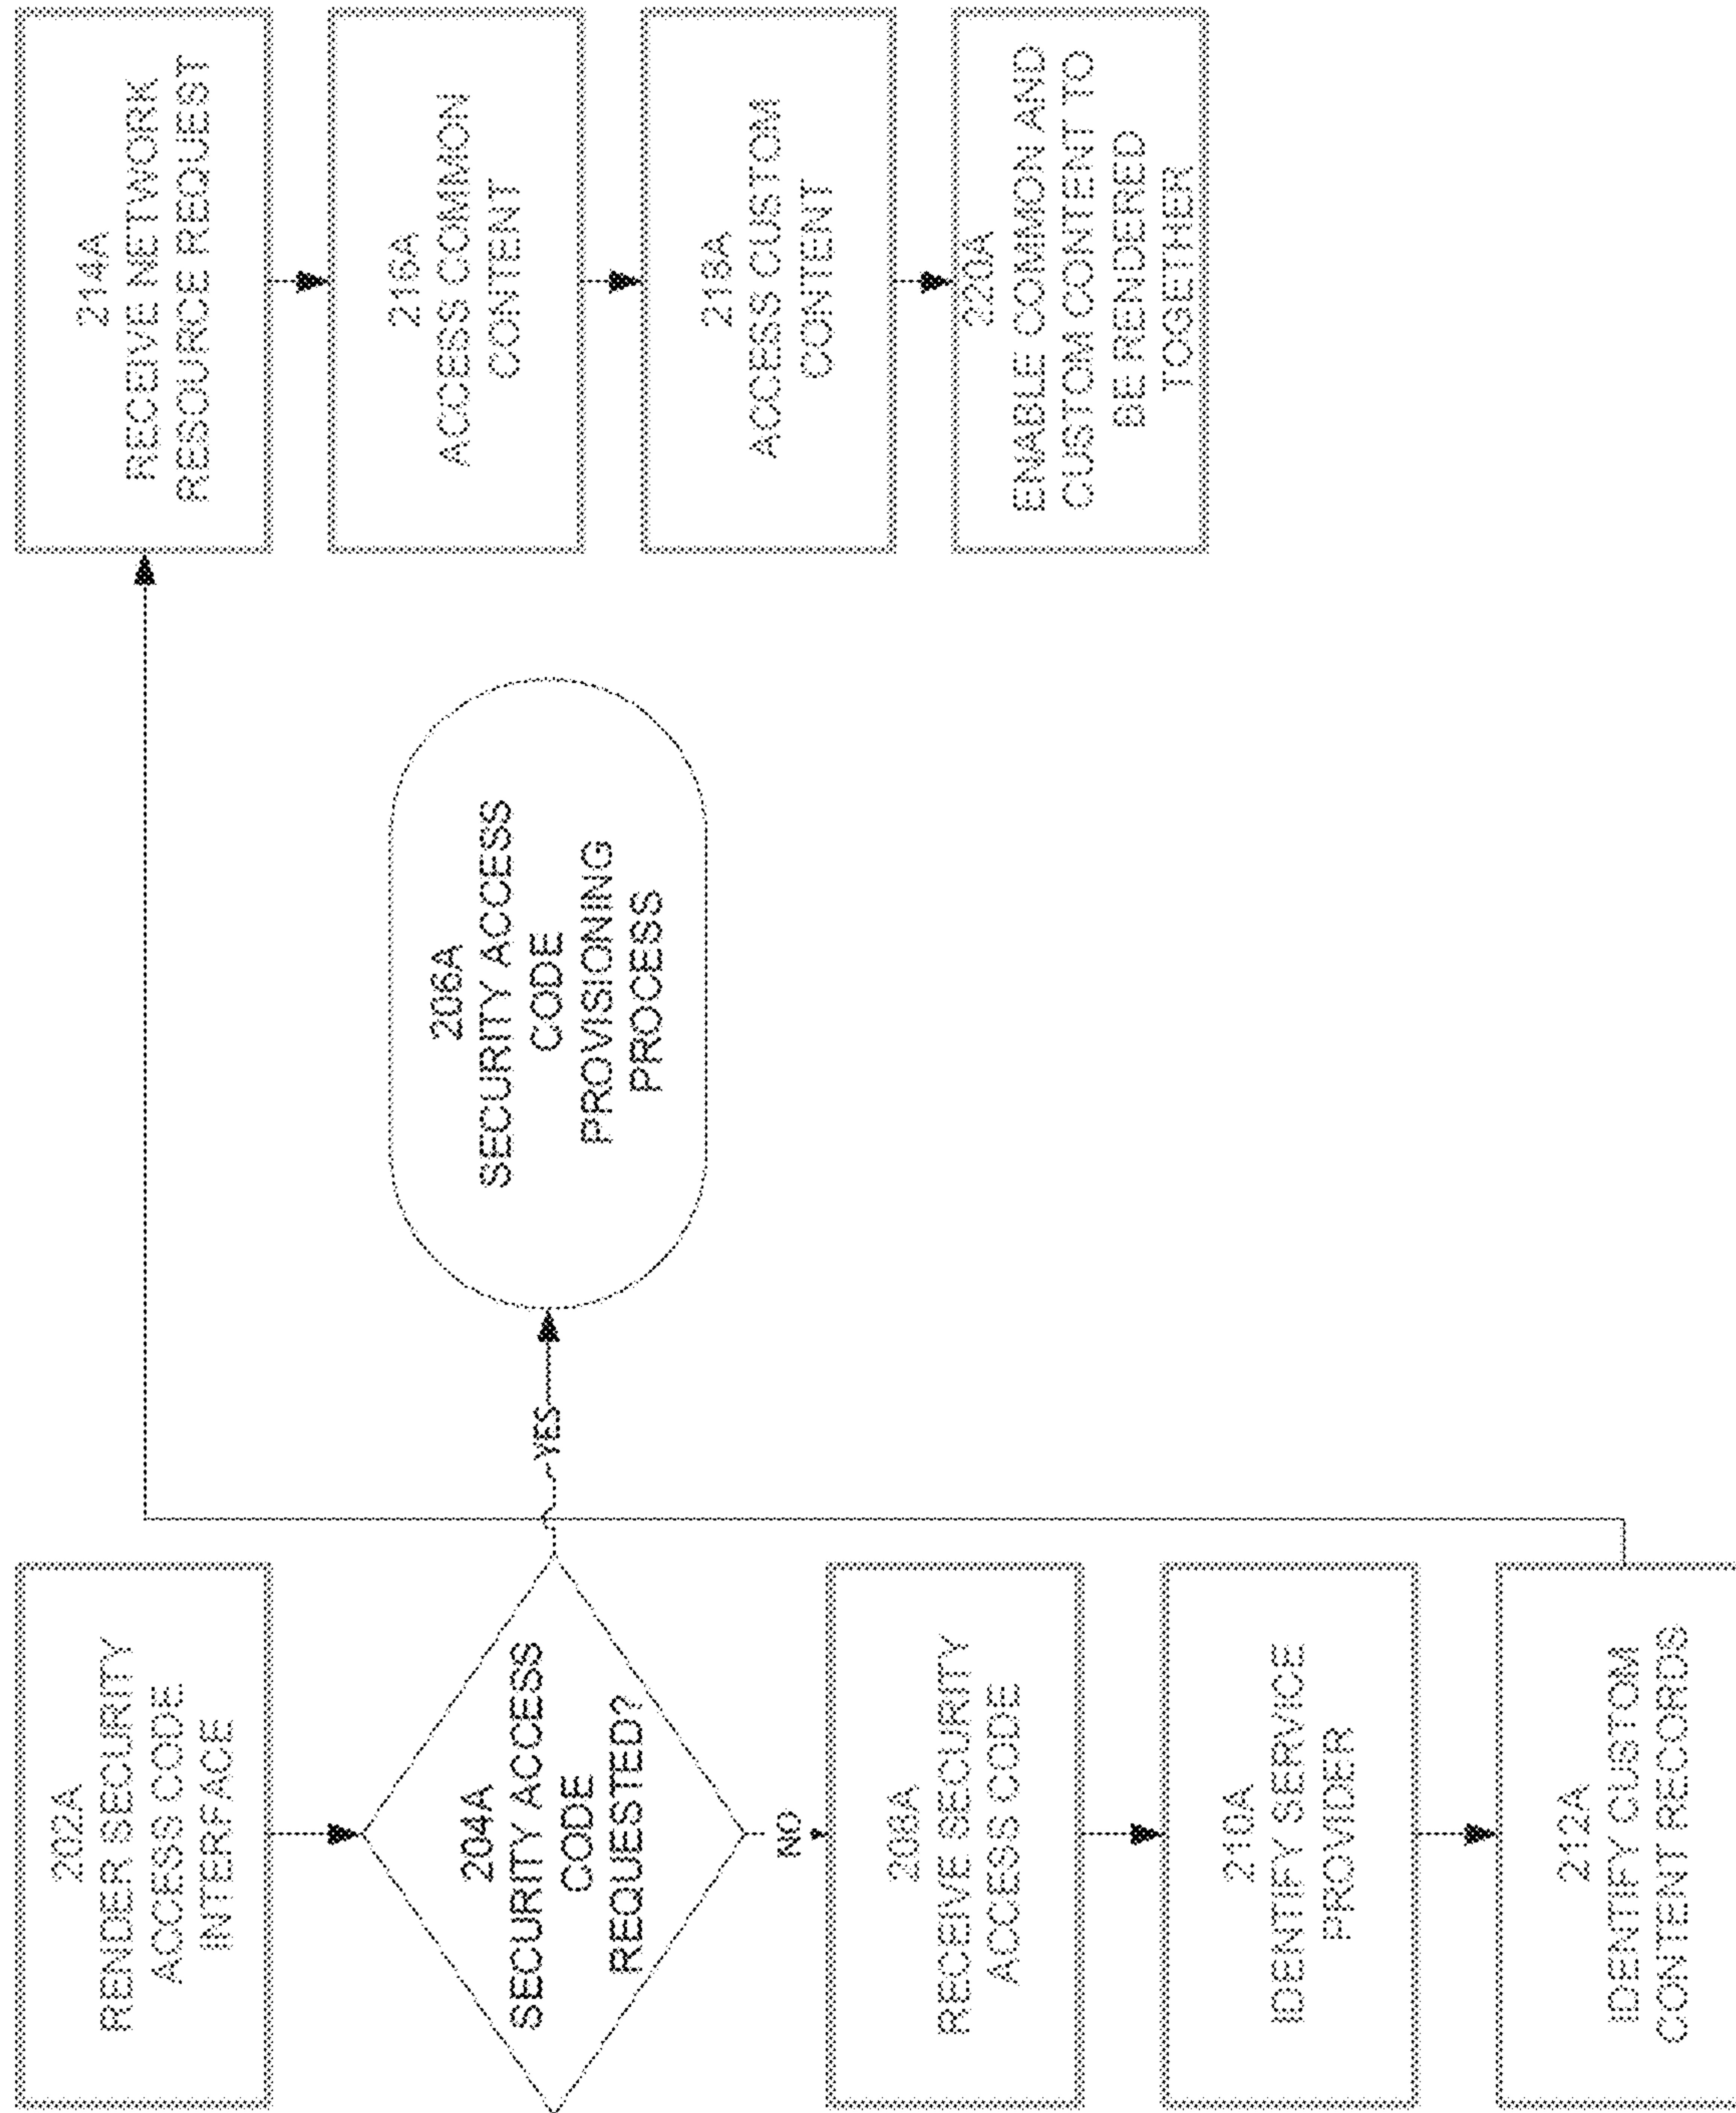 202A
RENDER SECURITY
ACCESS CODE
INTERFACE
204A
SECURITY ACCESS
CODE
REQUESTED?
YES
206A
SECURITY ACCESS
CODE
PROVISIONING
PROCESS
NO
208A
RECEIVE SECURITY
ACCESS CODE
210A
IDENTIFY SERVICE
PROVIDER
212A
IDENTIFY CUSTOM
CONTENT RECORDS
214A
RECEIVE NETWORK
RESOURCE REQUEST
216A
ACCESS COMMON
CONTENT
218A
ACCESS CUSTOM
CONTENT
220A
ENABLE COMMON AND
CUSTOM CONTENT TO
BE RENDERED
TOGETHER